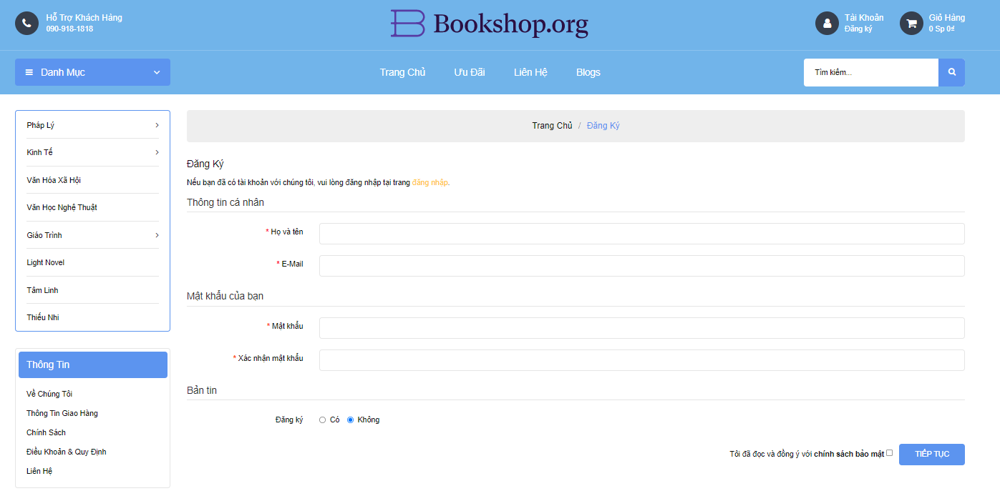 Hỗ Trợ Khách Hàng
090-918-1818
Bookshop.org
Tài Khoản
Đăng ký
Giỏ Hàng
0 Sp 0₫
Danh Mục
Trang Chủ
Ưu Đãi
Liên Hệ
Blogs
Tìm kiếm...
Pháp Lý
Kinh Tế
Văn Hóa Xã Hội
Văn Học Nghệ Thuật
Giáo Trình
Light Novel
Tâm Linh
Thiếu Nhi
Thông Tin
Về Chúng Tôi
Thông Tin Giao Hàng
Chính Sách
Điều Khoản & Quy Định
Liên Hệ
Trang Chủ / Đăng Ký
Đăng Ký
Nếu bạn đã có tài khoản với chúng tôi, vui lòng đăng nhập tại trang đăng nhập.
Thông tin cá nhân
* Họ và tên
* E-Mail
Mật khẩu của bạn
* Mật khẩu
* Xác nhận mật khẩu
Bản tin
Đăng ký Có Không
Tôi đã đọc và đồng ý với chính sách bảo mật
TIẾP TỤC